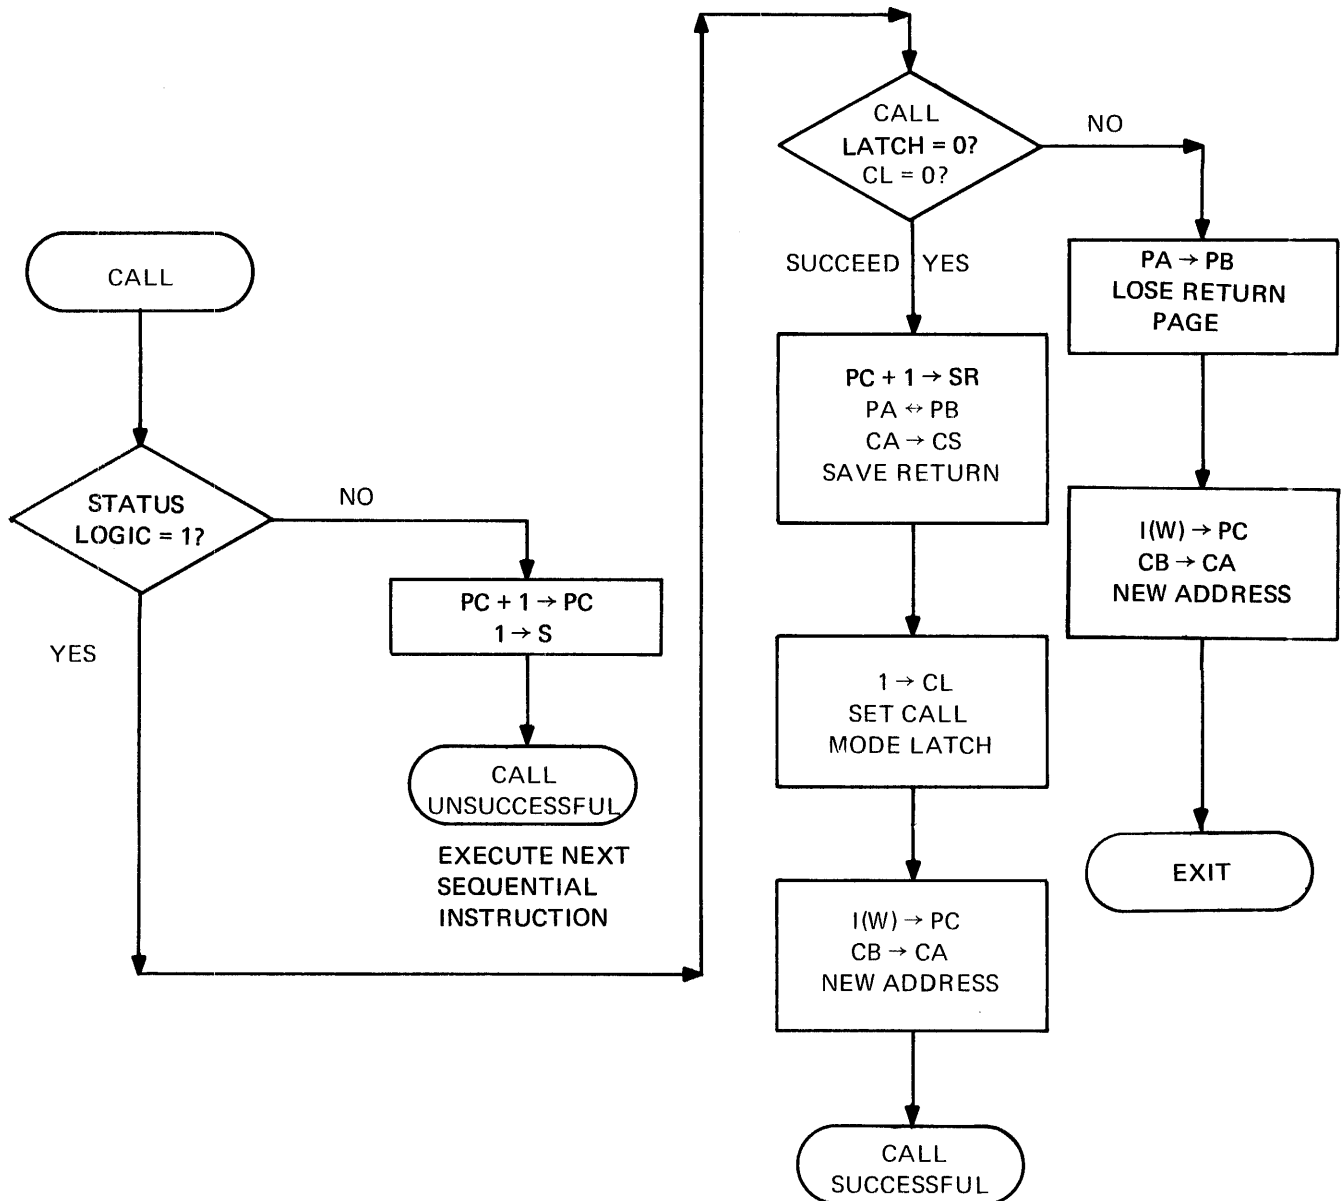 CALL
STATUS
LOGIC = 1?
NO
YES
PC + 1 → PC
1 → S
CALL
UNSUCCESSFUL
EXECUTE NEXT
SEQUENTIAL
INSTRUCTION
CALL
LATCH = 0?
CL = 0?
NO
SUCCEED YES
PC + 1 → SR
PA ↔ PB
CA → CS
SAVE RETURN
1 → CL
SET CALL
MODE LATCH
I(W) → PC
CB → CA
NEW ADDRESS
CALL
SUCCESSFUL
PA → PB
LOSE RETURN
PAGE
I(W) → PC
CB → CA
NEW ADDRESS
EXIT